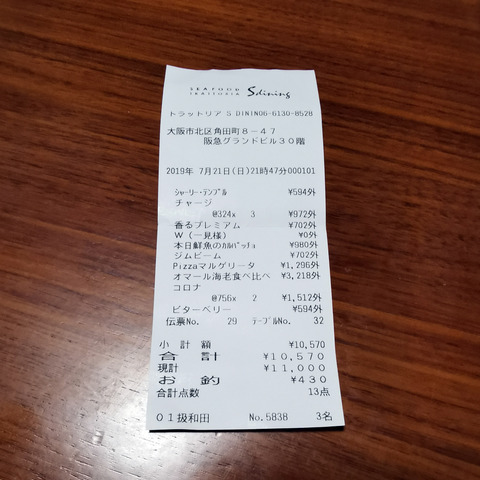 SEAFOOD
TRATTORIA S dining
トラットリア S DININ06-6130-8528
大阪市北区角田町8-47
阪急グランドビル30階
2019年 7月21日(日)21時47分000101
シャーリー・テンプル ¥594外
チャージ
@324x 3 ¥972外
香るプレミアム ¥702外
W(一見様) ¥0外
本日鮮魚のカルパッチョ ¥980外
ジムビーム ¥702外
Pizzaマルゲリータ ¥1,296外
オマール海老食べ比べ ¥3,218外
コロナ
@756x 2 ¥1,512外
ビターベリー ¥594外
伝票No. 29 テーブルNo. 32
小計額 ¥10,570
合計 ¥10,570
現計 ¥11,000
お釣 ¥430
合計点数 13点
01扱和田 No.5838 3名